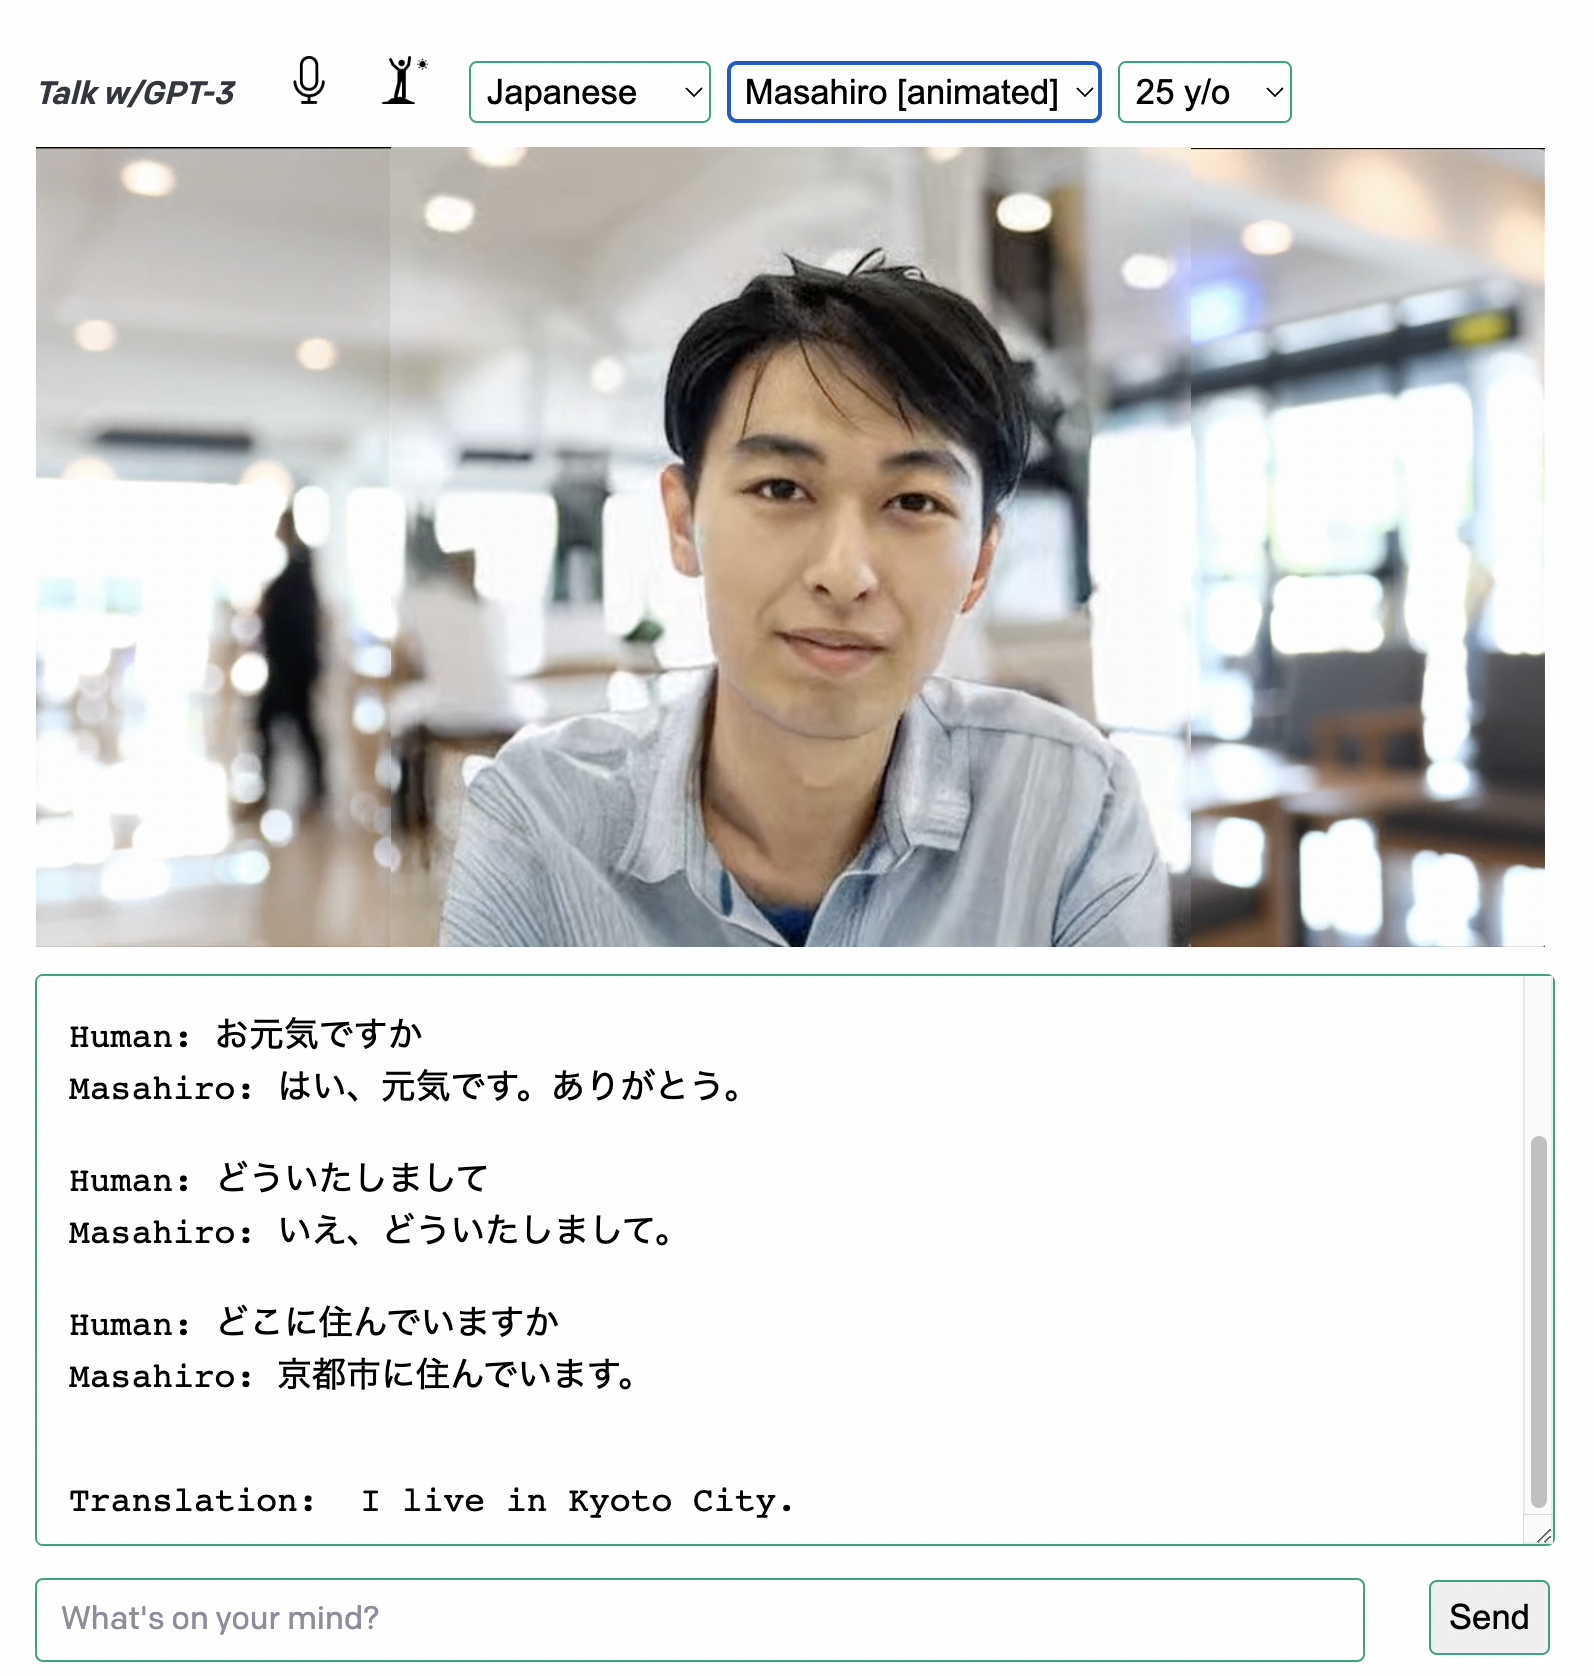 Talk w/GPT-3
Japanese
Masahiro [animated]
25 y/o
Human: お元気ですか
Masahiro: はい、元気です。ありがとう。
Human: どういたしまして
Masahiro: いえ、どういたしまして。
Human: どこに住んでいますか
Masahiro: 京都市に住んでいます。
Translation:  I live in Kyoto City.
What's on your mind?
Send